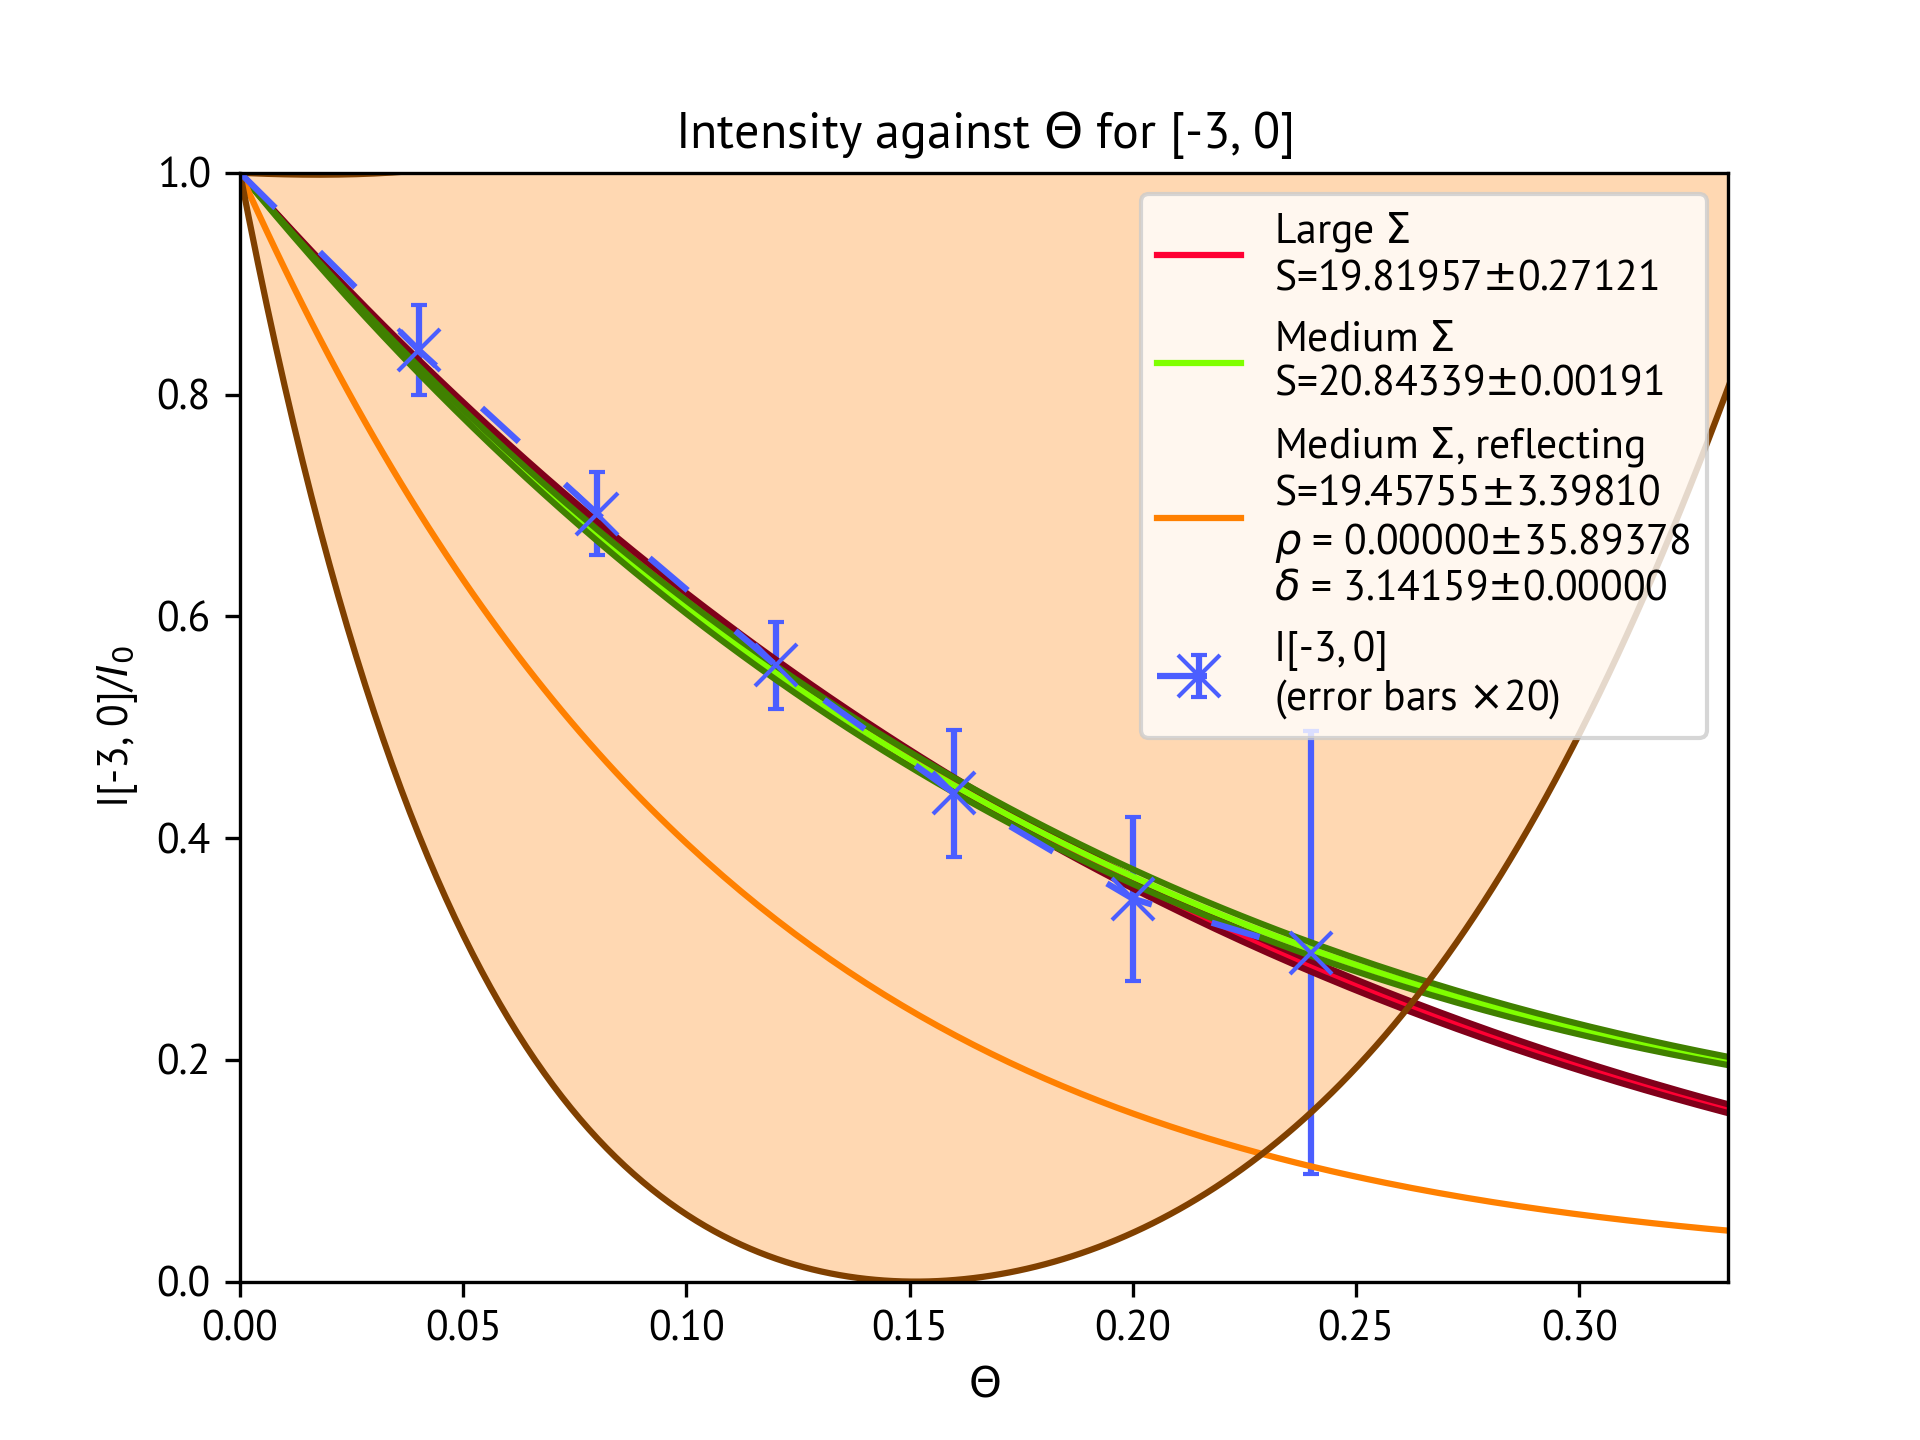 Intensity against Θ for [-3, 0]
1.0
0.8
0.6
0.4
0.2
0.0
I[-3, 0]/I₀
0.00
0.05
0.10
0.15
0.20
0.25
0.30
Θ
Large Σ
S=19.81957±0.27121
Medium Σ
S=20.84339±0.00191
Medium Σ, reflecting
S=19.45755±3.39810
ρ = 0.00000±35.89378
δ = 3.14159±0.00000
I[-3, 0]
(error bars ×20)